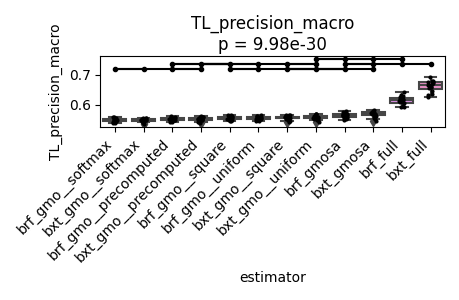 TL_precision_macro
p = 9.98e-30
TL_precision_macro
0.7
0.6
brf_gmo__softmax
bxt_gmo__softmax
brf_gmo__precomputed
bxt_gmo__precomputed
brf_gmo__square
brf_gmo__uniform
bxt_gmo__square
bxt_gmo__uniform
brf_gmosa
bxt_gmosa
brf_full
bxt_full
estimator